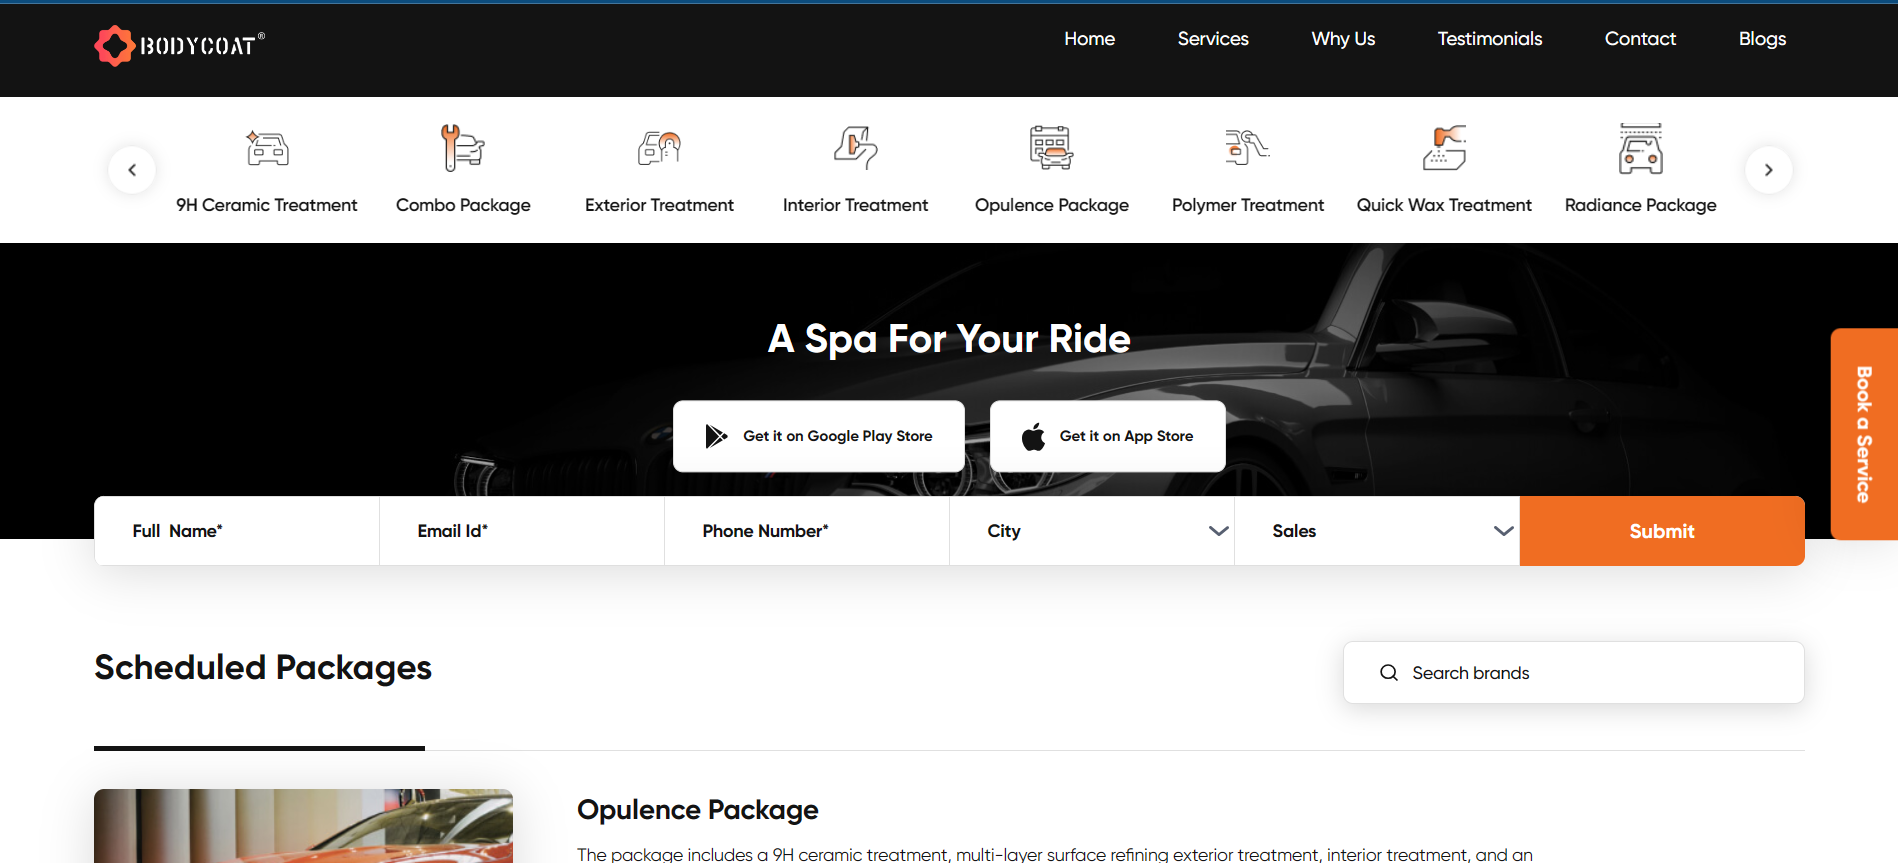 BODYCOAT®
Home Services Why Us Testimonials Contact Blogs
9H Ceramic Treatment Combo Package Exterior Treatment Interior Treatment Opulence Package Polymer Treatment Quick Wax Treatment Radiance Package
A Spa For Your Ride
Get it on Google Play Store Get it on App Store
Book a Service
Full Name* Email Id* Phone Number* City Sales Submit
Scheduled Packages
Search brands
Opulence Package
The package includes a 9H ceramic treatment, multi-layer surface refining exterior treatment, interior treatment, and an